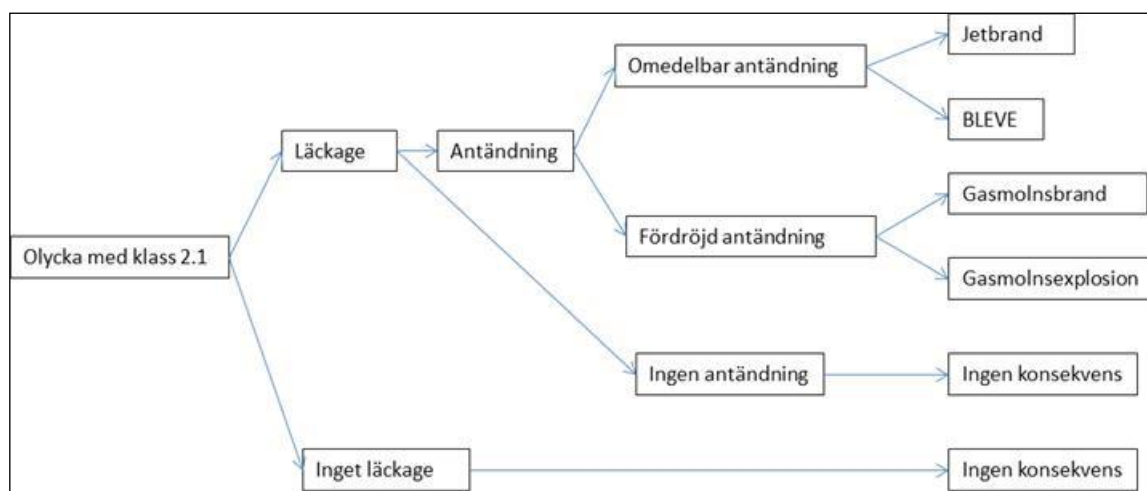 Jetbrand
Omedelbar antändning
BLEVE
Läckage
Antändning
Gasmolnsbrand
Fördröjd antändning
Olycka med klass 2.1
Gasmolnsexplosion
Ingen antändning
Ingen konsekvens
Inget läckage
Ingen konsekvens